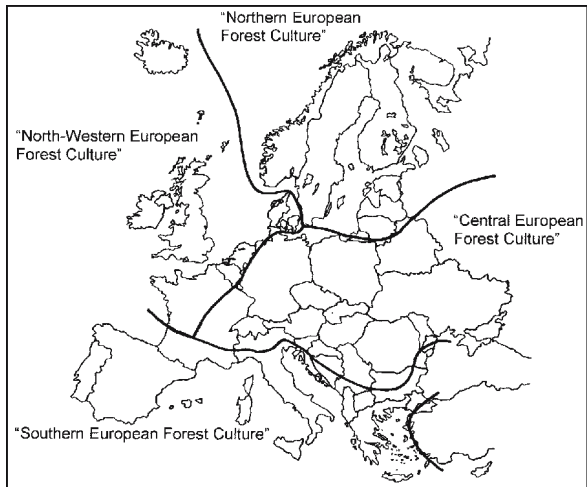 "Northern European
Forest Culture"
"North-Western European
Forest Culture"
"Central European
Forest Culture"
"Southern European Forest Culture"